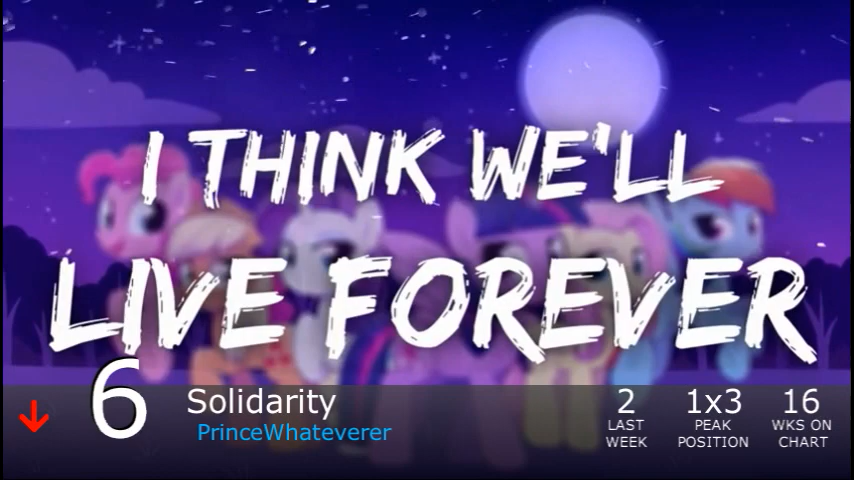 I THINK WE'LL
LIVE FOREVER
6
Solidarity
PrinceWhateverer
2
LAST
WEEK
1x3
PEAK
POSITION
16
WKS ON
CHART